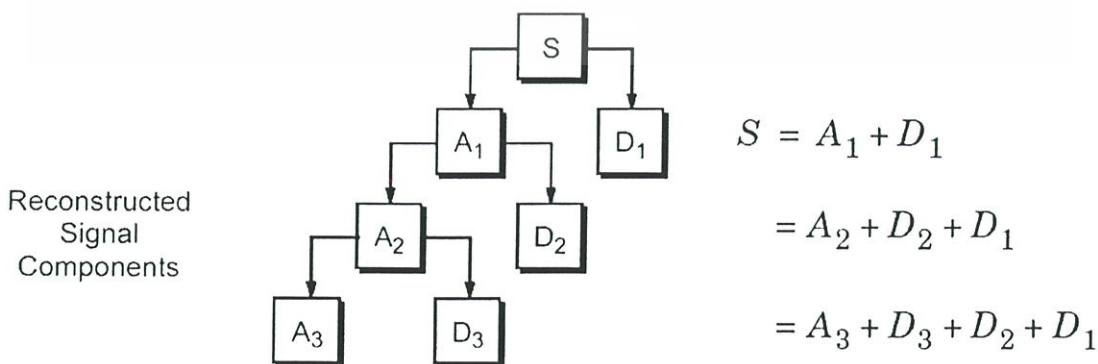 S
A₁
D₁
S = A₁ + D₁
Reconstructed
Signal
Components
A₂
D₂
= A₂ + D₂ + D₁
A₃
D₃
= A₃ + D₃ + D₂ + D₁